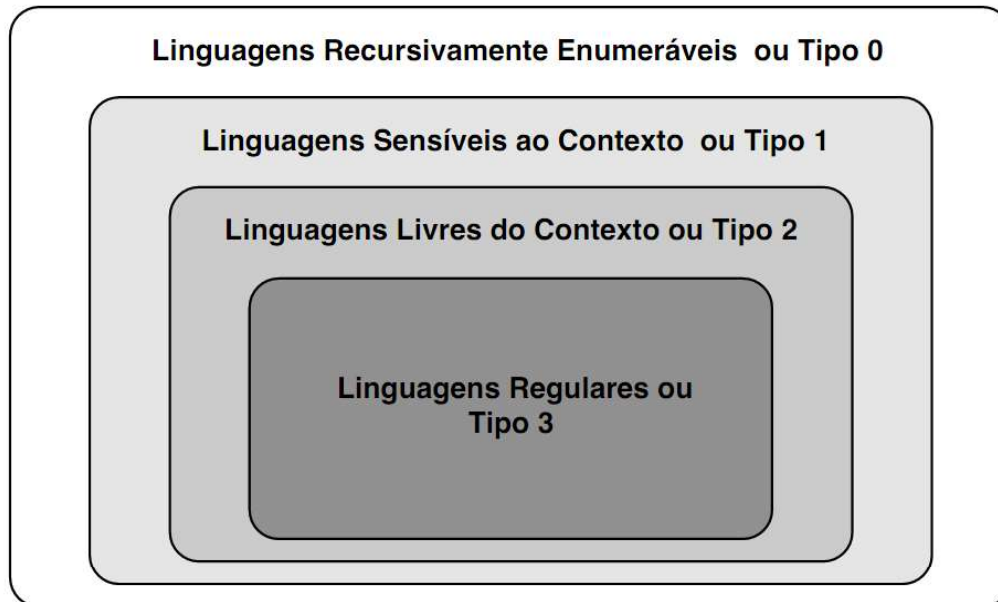 Linguagens Recursivamente Enumeráveis ou Tipo 0
Linguagens Sensíveis ao Contexto ou Tipo 1
Linguagens Livres do Contexto ou Tipo 2
Linguagens Regulares ou
Tipo 3